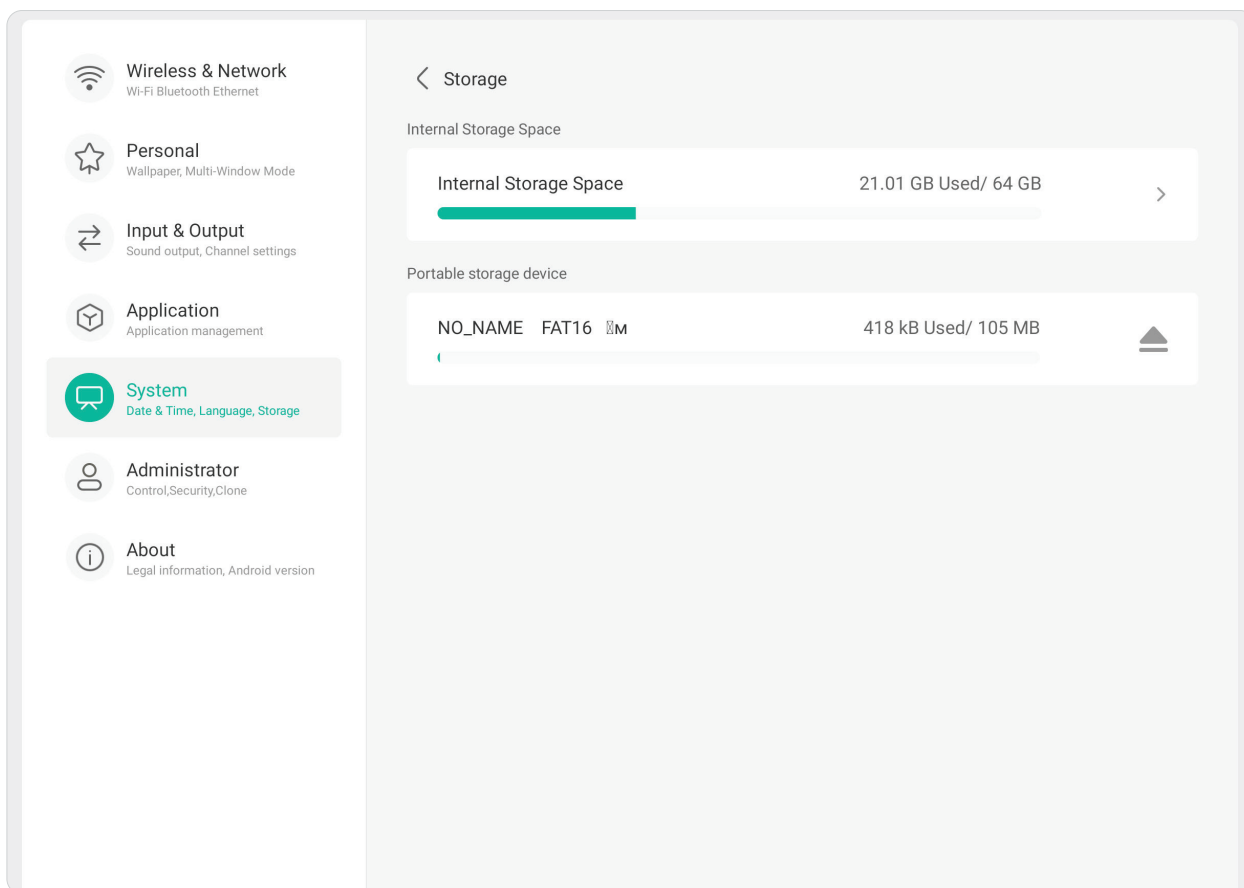 Wireless & Network
Wi-Fi Bluetooth Ethernet
Personal
Wallpaper, Multi-Window Mode
Input & Output
Sound output, Channel settings
Application
Application management
System
Date & Time, Language, Storage
Administrator
Control,Security,Clone
About
Legal information, Android version
Storage
Internal Storage Space
Internal Storage Space 21.01 GB Used/ 64 GB
Portable storage device
NO_NAME FAT16 418 kB Used/ 105 MB